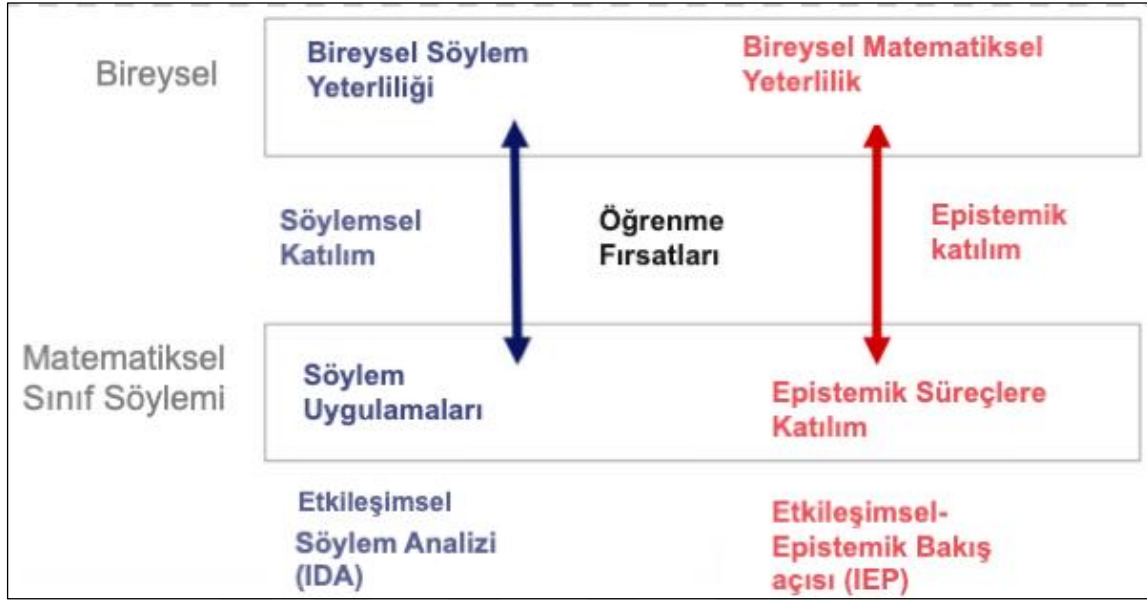 Bireysel
Bireysel Söylem
Yeterliliği
Bireysel Matematiksel
Yeterlilik
Söylemsel
Katılım
Öğrenme
Fırsatları
Epistemik
katılım
Matematiksel
Sınıf Söylemi
Söylem
Uygulamaları
Epistemik Süreçlere
Katılım
Etkileşimsel
Söylem Analizi
(IDA)
Etkileşimsel-
Epistemik Bakış
açısı (IEP)